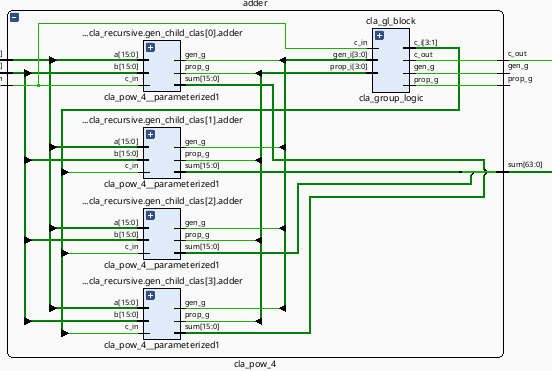 adder
cla_gl_block
...cla_recursive.gen_child_clas[0].adder
c_in
c_i[3:1]
a[15:0]
gen_g
gen_i[3:0]
c_out
c_out
b[15:0]
prop_g
prop_i[3:0]
gen_g
gen_g
c_in
sum[15:0]
prop_g
prop_g
cla_pow_4__parameterized1
cla_group_logic
...cla_recursive.gen_child_clas[1].adder
a[15:0]
gen_g
b[15:0]
prop_g
c_in
sum[15:0]
sum[63:0]
cla_pow_4__parameterized1
...cla_recursive.gen_child_clas[2].adder
a[15:0]
gen_g
b[15:0]
prop_g
c_in
sum[15:0]
cla_pow_4__parameterized1
...cla_recursive.gen_child_clas[3].adder
a[15:0]
gen_g
b[15:0]
prop_g
c_in
sum[15:0]
cla_pow_4__parameterized1
cla_pow_4